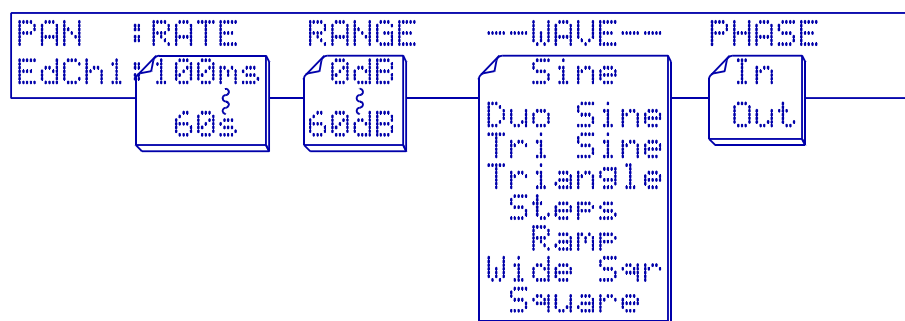 PAN :RATE RANGE --WAVE-- PHASE
EdCh1:100ms 0dB Sine In
60s 60dB Duo Sine Out
Tri Sine
Triangle
Steps
Ramp
Wide Sqr
Square